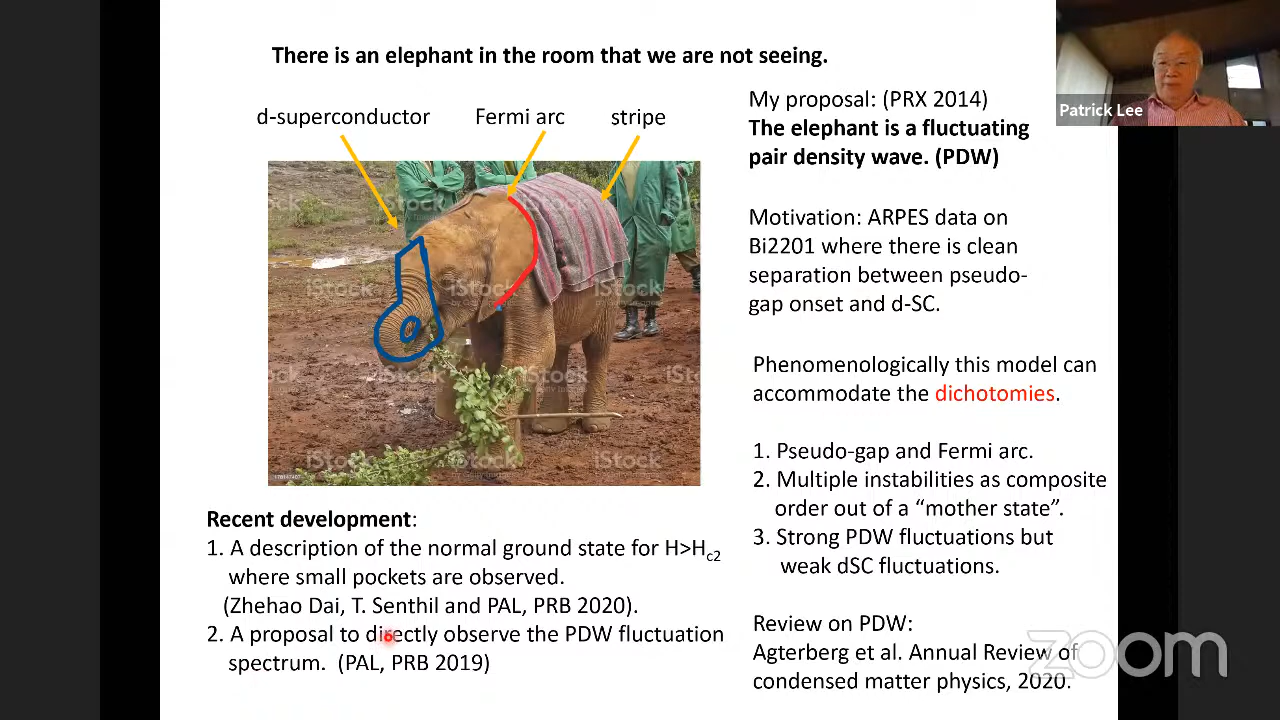 There is an elephant in the room that we are not seeing.
d-superconductor
Fermi arc
stripe
iStock
iStock
iStock
iStock
iStock
iStock
Recent development:
1. A description of the normal ground state for H>Hc2
where small pockets are observed.
(Zhehao Dai, T. Senthil and PAL, PRB 2020).
2. A proposal to directly observe the PDW fluctuation
spectrum. (PAL, PRB 2019)
My proposal: (PRX 2014)
The elephant is a fluctuating
pair density wave. (PDW)
Motivation: ARPES data on
Bi2201 where there is clean
separation between pseudo-
gap onset and d-SC.
Phenomenologically this model can
accommodate the dichotomies.
1. Pseudo-gap and Fermi arc.
2. Multiple instabilities as composite
order out of a “mother state”.
3. Strong PDW fluctuations but
weak dSC fluctuations.
Review on PDW:
Agterberg et al. Annual Review of
condensed matter physics, 2020.
Patrick Lee
zoom